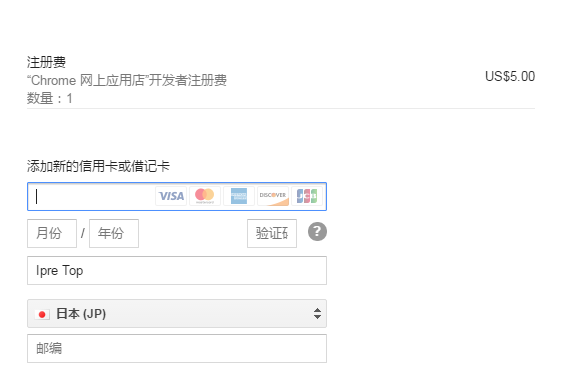 注册费
“Chrome 网上应用店”开发者注册费
US$5.00
数量：1
添加新的信用卡或借记卡
VISA DISCOVER JCB
月份 / 年份 验证码 ?
Ipre Top
日本 (JP)
邮编